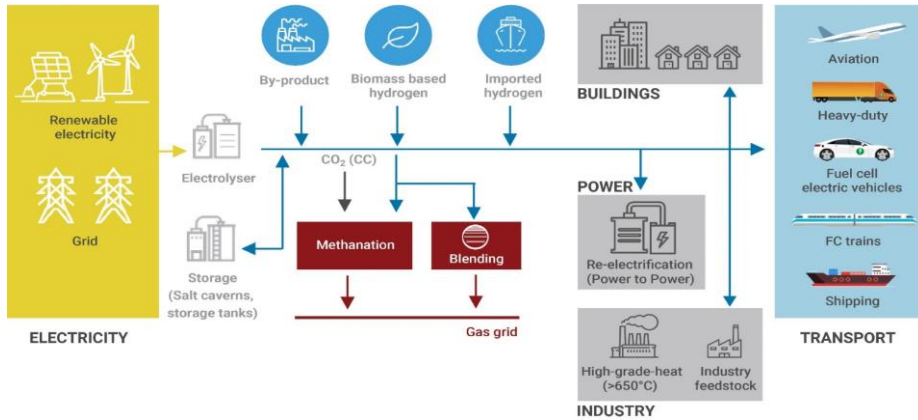 Renewable
electricity
Grid
ELECTRICITY
Electrolyser
Storage
(Salt caverns,
storage tanks)
By-product
Biomass based
hydrogen
Imported
hydrogen
CO₂ (CC)
Methanation
Blending
Gas grid
BUILDINGS
POWER
Re-electrification
(Power to Power)
High-grade-heat
(>650°C)
Industry
feedstock
INDUSTRY
Aviation
Heavy-duty
Fuel cell
electric vehicles
FC trains
Shipping
TRANSPORT